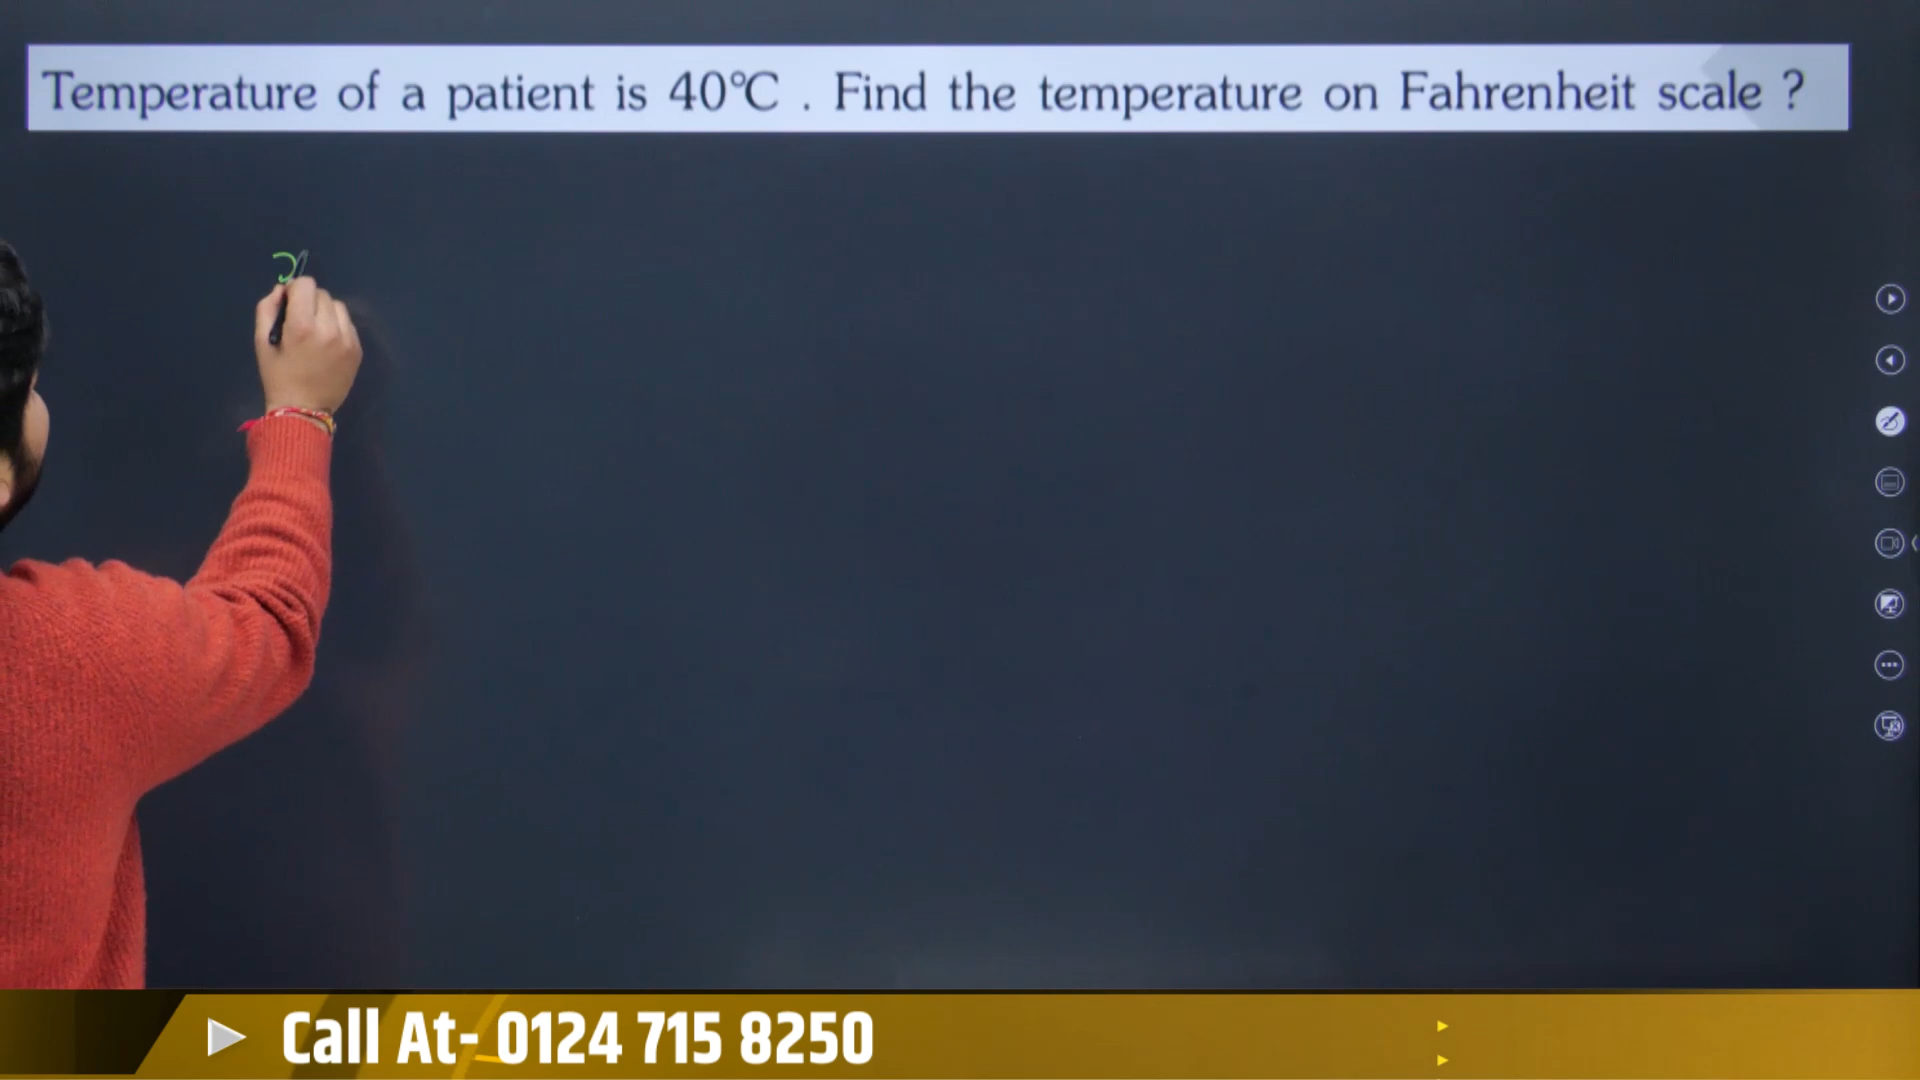 Temperature of a patient is 40°C . Find the temperature on Fahrenheit scale ?
Call At- 0124 715 8250